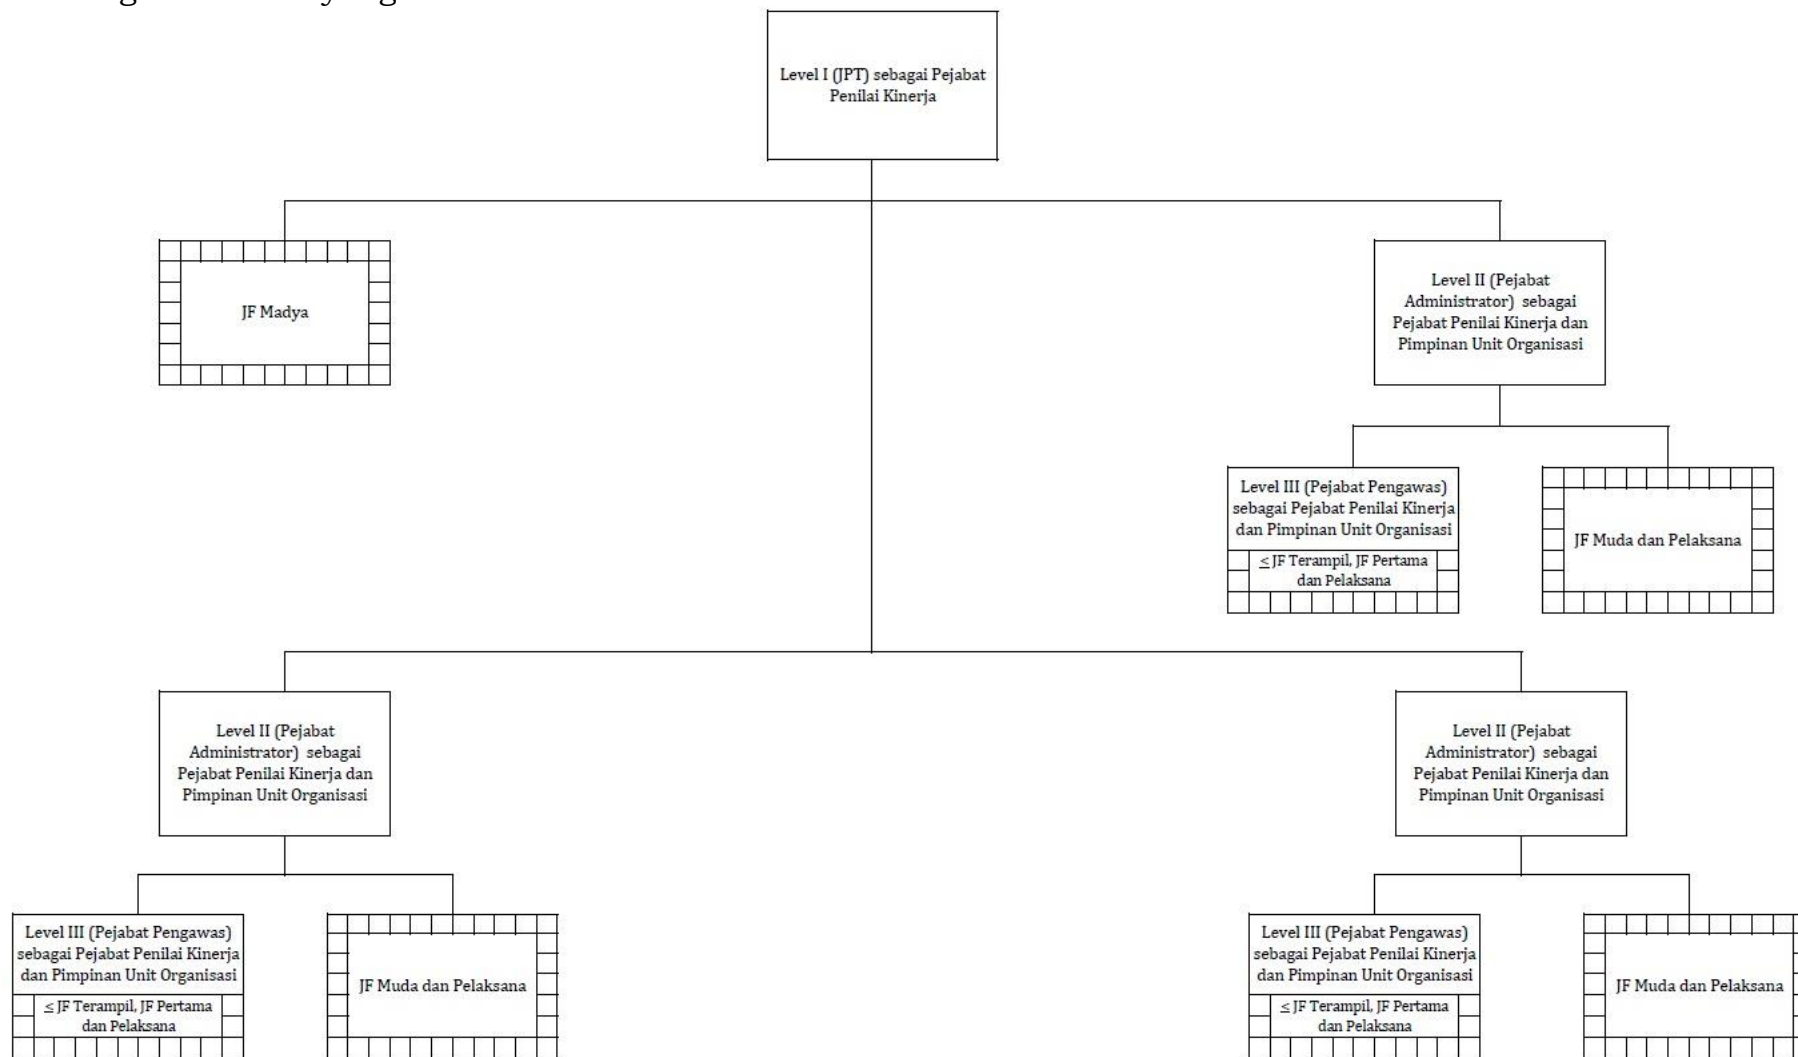 Level I (JPT) sebagai Pejabat
Penilai Kinerja
JF Madya
Level II (Pejabat
Administrator) sebagai
Pejabat Penilai Kinerja dan
Pimpinan Unit Organisasi
Level III (Pejabat Pengawas)
sebagai Pejabat Penilai Kinerja
dan Pimpinan Unit Organisasi
≤ JF Terampil, JF Pertama
dan Pelaksana
JF Muda dan Pelaksana
Level II (Pejabat
Administrator) sebagai
Pejabat Penilai Kinerja dan
Pimpinan Unit Organisasi
Level II (Pejabat
Administrator) sebagai
Pejabat Penilai Kinerja dan
Pimpinan Unit Organisasi
Level III (Pejabat Pengawas)
sebagai Pejabat Penilai Kinerja
dan Pimpinan Unit Organisasi
≤ JF Terampil, JF Pertama
dan Pelaksana
JF Muda dan Pelaksana
Level III (Pejabat Pengawas)
sebagai Pejabat Penilai Kinerja
dan Pimpinan Unit Organisasi
≤ JF Terampil, JF Pertama
dan Pelaksana
JF Muda dan Pelaksana